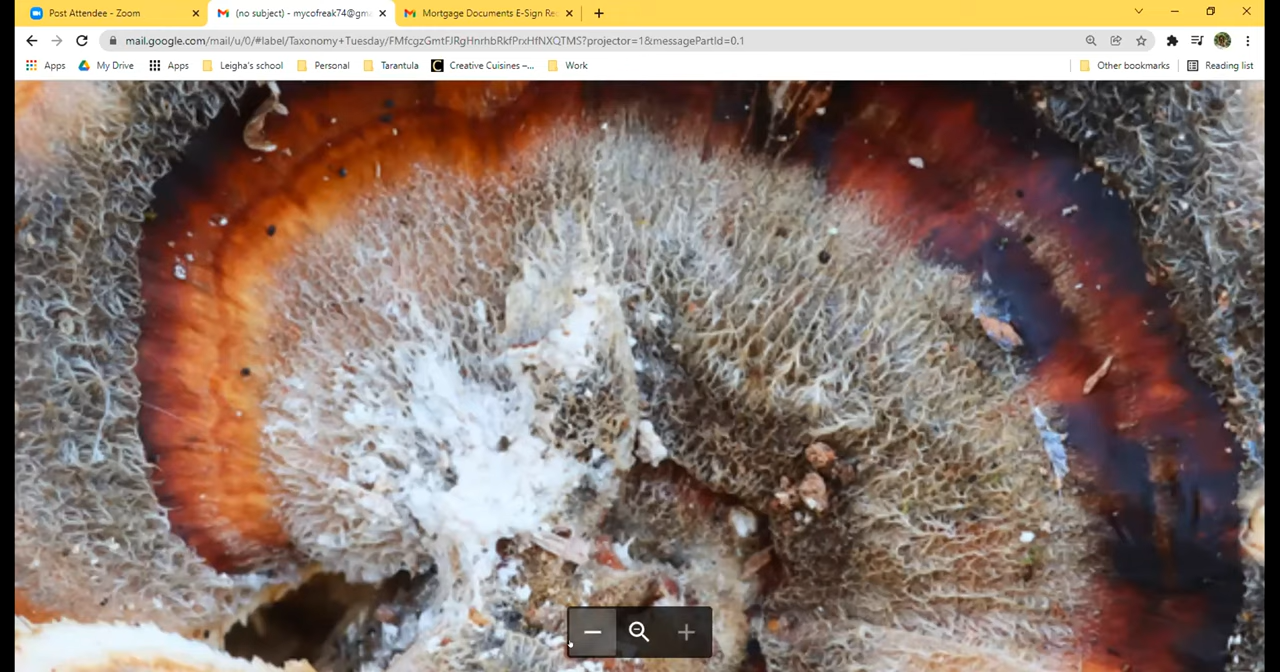 Post Attendee - Zoom
(no subject) - mycofreak74@gma
Mortgage Documents E-Sign Re
mail.google.com/mail/u/0/#label/Taxonomy+Tuesday/FMfcgzGmtFJRgHnrhbRkfPrxHfNXQTMS?projector=1&messagePartId=0.1
Apps My Drive Apps Leigha's school Personal Tarantula Creative Cuisines –... Work Other bookmarks Reading list